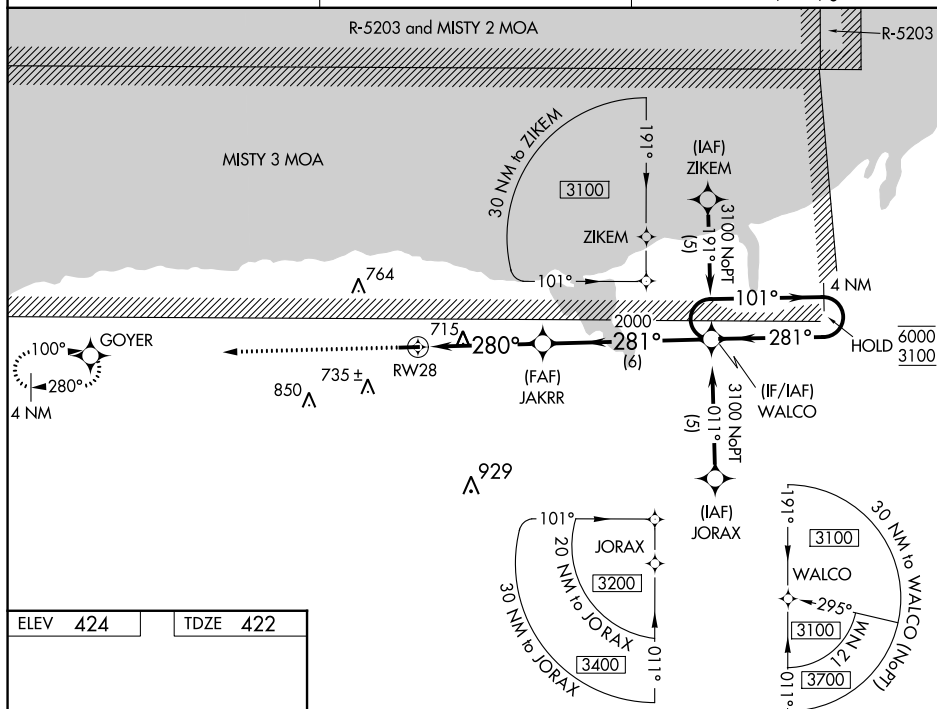 R-5203 and MISTY 2 MOA
R-5203
MISTY 3 MOA
30 NM to ZIKEM
3100
191°
ZIKEM
101°
(IAF)
ZIKEM
3100 NoPT
191°
(5)
764
4 NM
101°
2000
715
100°
GOYER
280°
4 NM
RW28
280°
(FAF)
JAKRR
281°
(6)
281°
HOLD
6000
3100
(IF/IAF)
WALCO
850
735 ±
3100 NoPT
011°
(5)
929
(IAF)
JORAX
101°
JORAX
20 NM to JORAX
3200
30 NM to JORAX
3400
011°
191°
3100
30 NM to WALCO (NoPT)
WALCO
295°
3100
12 NM
3700
011°
ELEV 424
TDZE 422